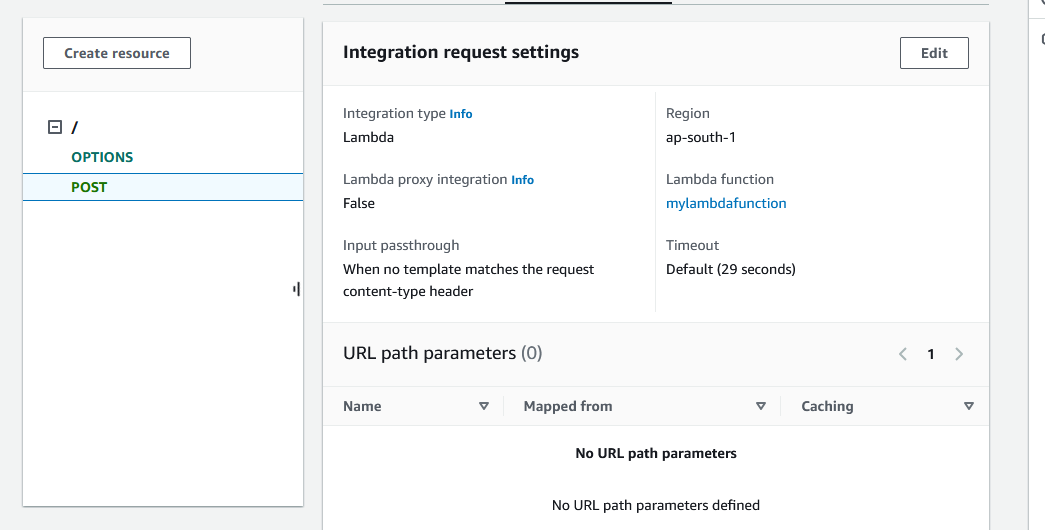 Create resource
/
OPTIONS
POST
Integration request settings
Edit
Integration type Info
Lambda
Region
ap-south-1
Lambda proxy integration Info
False
Lambda function
mylambdafunction
Input passthrough
When no template matches the request
content-type header
Timeout
Default (29 seconds)
URL path parameters (0)
1
Name
Mapped from
Caching
No URL path parameters
No URL path parameters defined